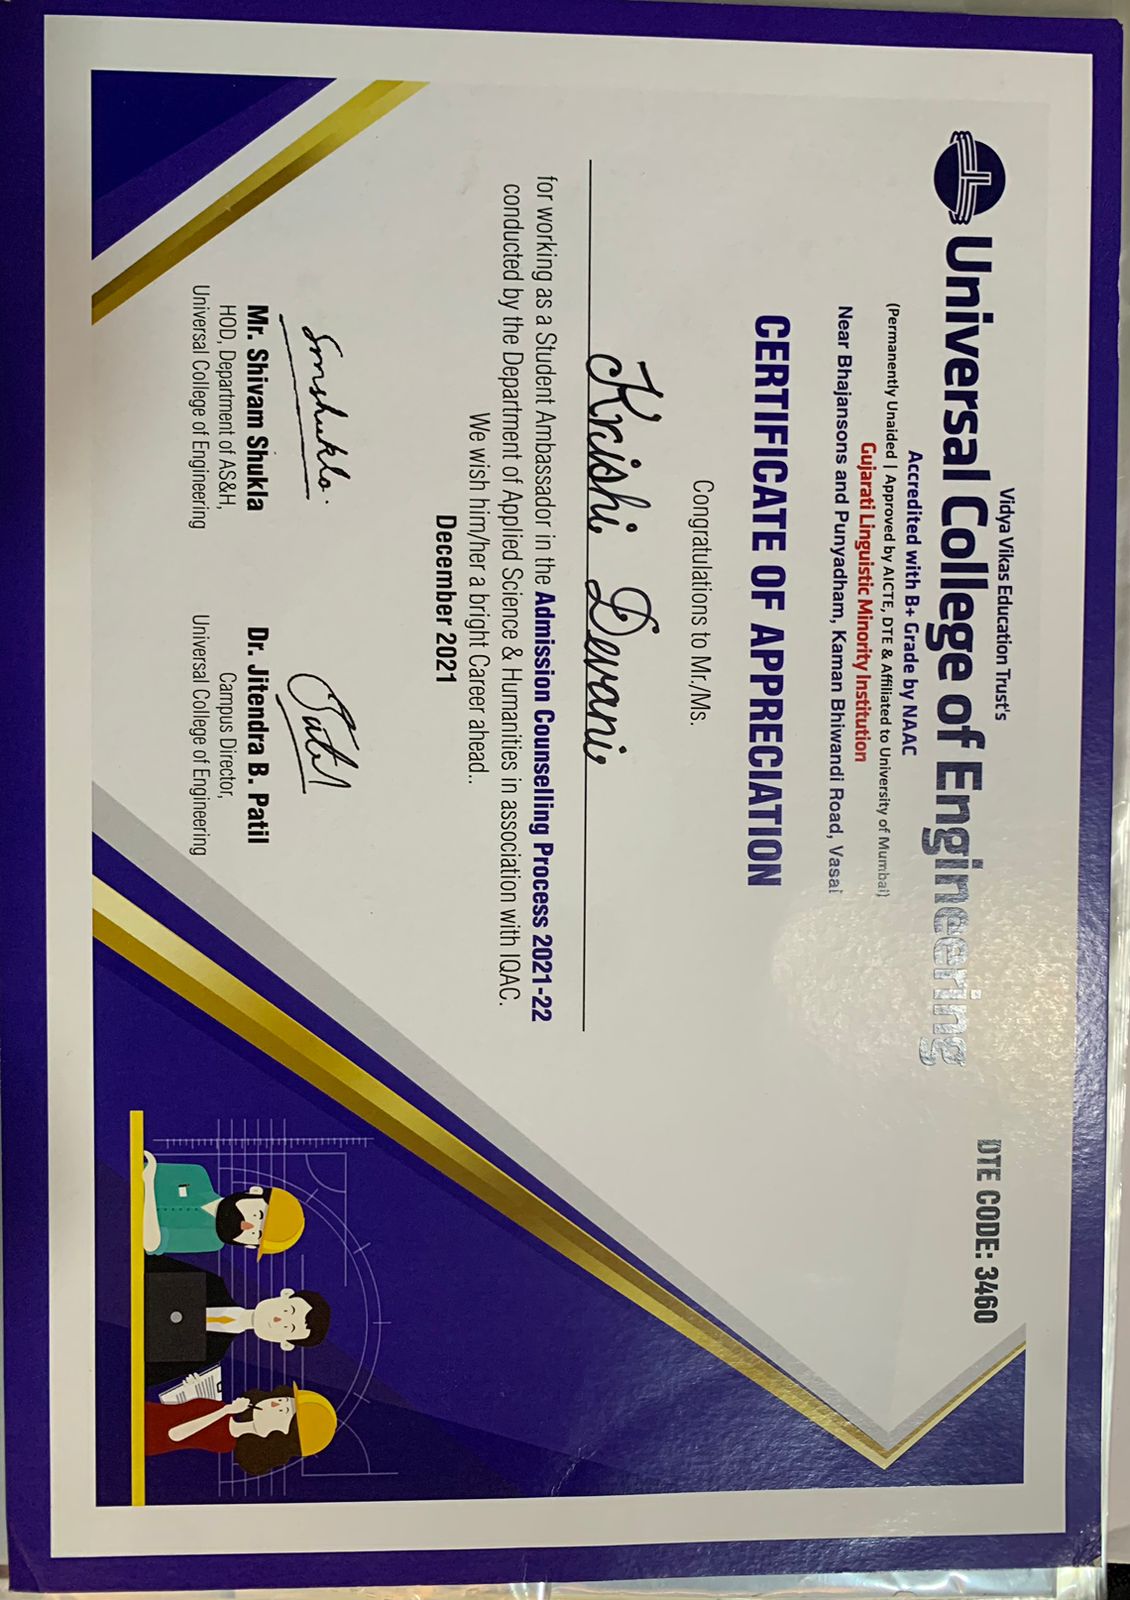 Vidya Vikas Education Trust's
Universal College of Engineering
DTE CODE: 3460
Accredited with B+ Grade by NAAC
(Permanently Unaided | Approved by AICTE, DTE & Affiliated to University of Mumbai)
Gujarati Linguistic Minority Institution
Near Bhajansons and Punyadham, Kaman Bhiwandi Road, Vasai
CERTIFICATE OF APPRECIATION
Congratulations to Mr./Ms.
Krishi Devani
for working as a Student Ambassador in the Admission Counselling Process 2021-22
conducted by the Department of Applied Science & Humanities in association with IQAC.
We wish him/her a bright Career ahead..
December 2021
Smshukla.
Patil
Mr. Shivam Shukla
HOD, Department of AS&H,
Universal College of Engineering
Dr. Jitendra B. Patil
Campus Director,
Universal College of Engineering